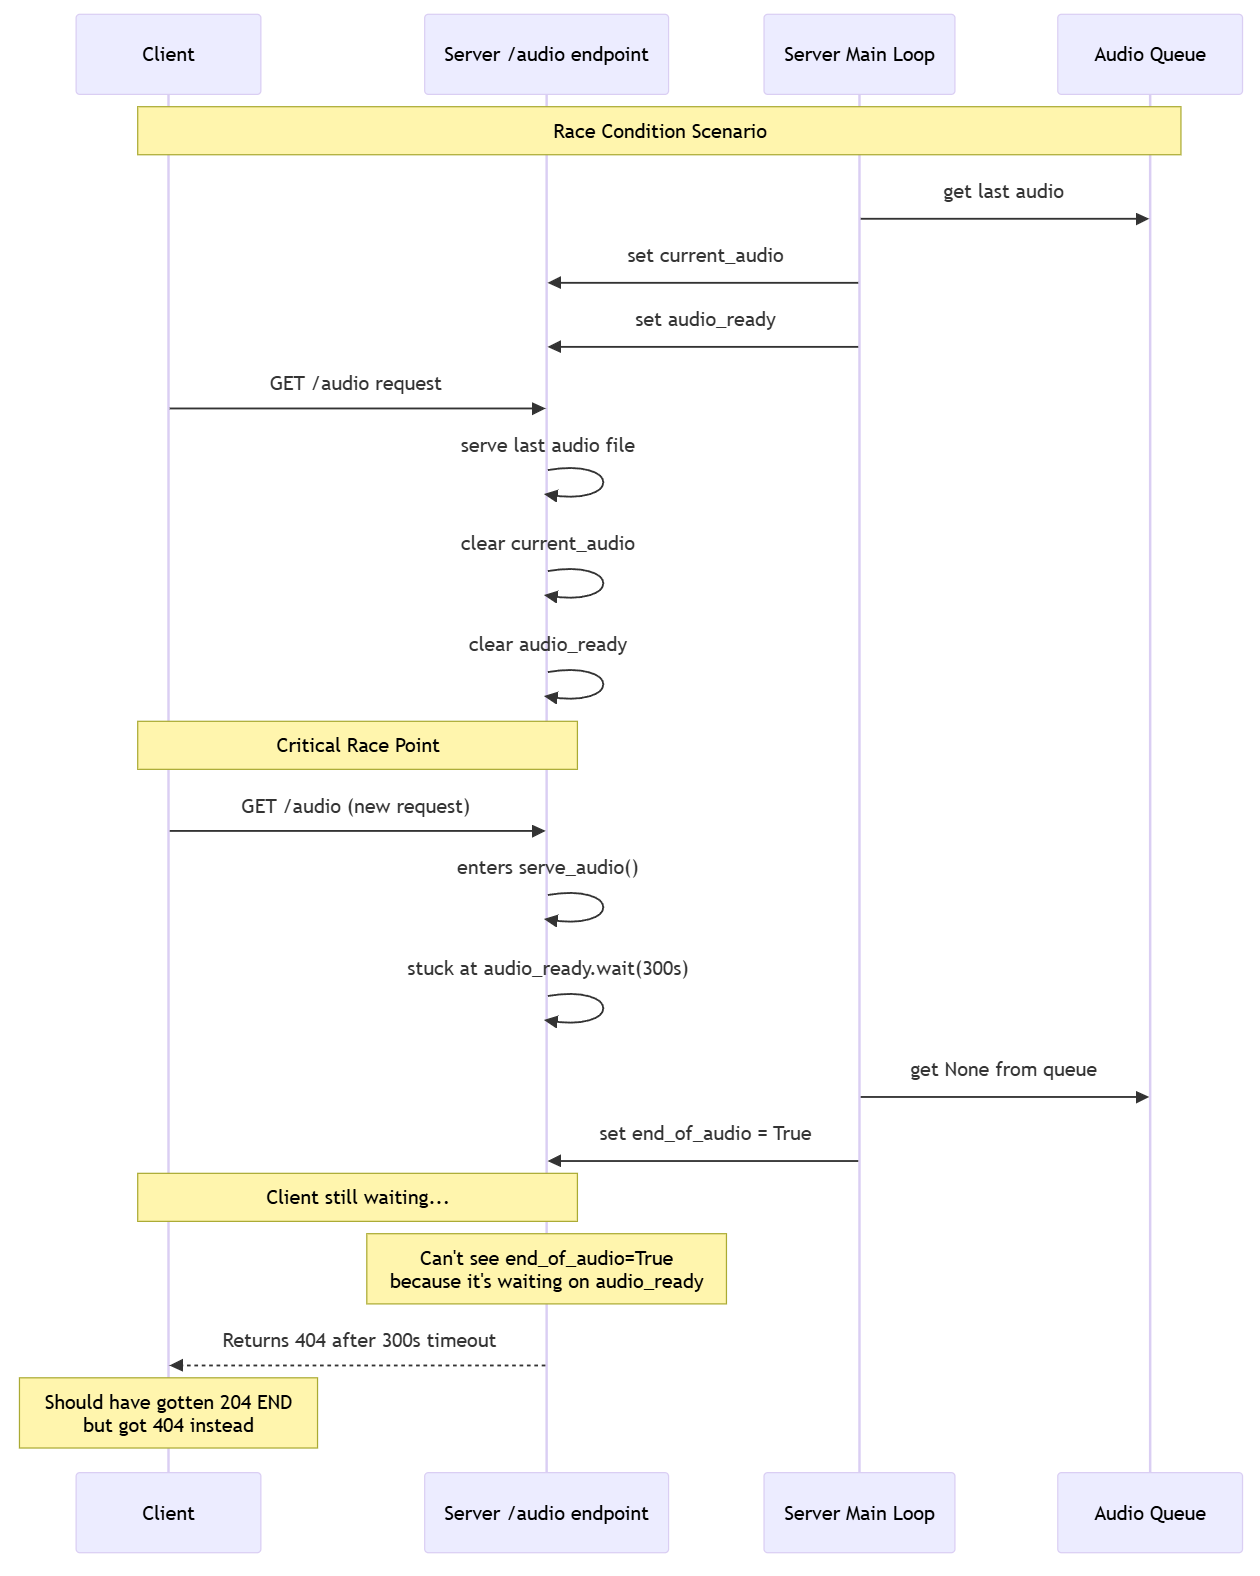 Client
Server /audio endpoint
Server Main Loop
Audio Queue
Race Condition Scenario
get last audio
set current_audio
set audio_ready
GET /audio request
serve last audio file
clear current_audio
clear audio_ready
Critical Race Point
GET /audio (new request)
enters serve_audio()
stuck at audio_ready.wait(300s)
get None from queue
set end_of_audio = True
Client still waiting...
Can't see end_of_audio=True
because it's waiting on audio_ready
Returns 404 after 300s timeout
Should have gotten 204 END
but got 404 instead
Client
Server /audio endpoint
Server Main Loop
Audio Queue